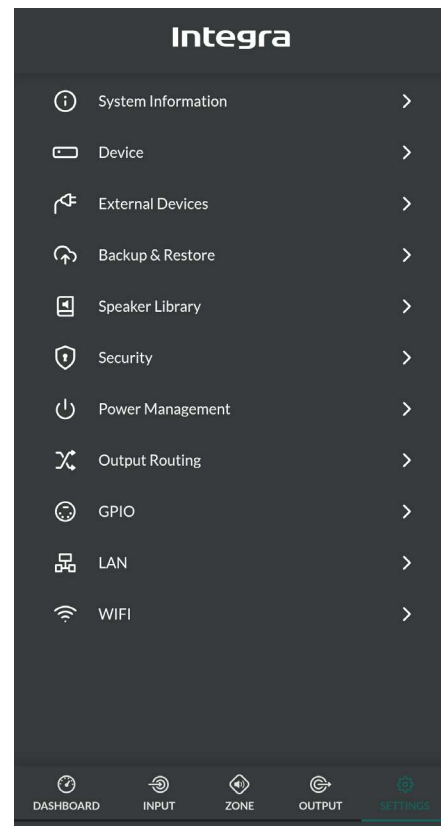 Integra
System Information
Device
External Devices
Backup & Restore
Speaker Library
Security
Power Management
Output Routing
GPIO
LAN
WIFI
DASHBOARD INPUT ZONE OUTPUT SETTINGS